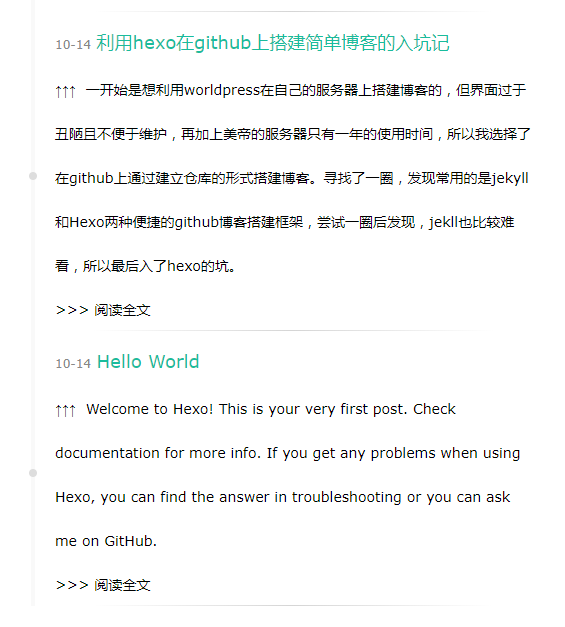 10-14 利用hexo在github上搭建简单博客的入坑记
↑↑↑ 一开始是想利用worldpress在自己的服务器上搭建博客的，但界面过于
丑陋且不便于维护，再加上美帝的服务器只有一年的使用时间，所以我选择了
在github上通过建立仓库的形式搭建博客。寻找了一圈，发现常用的是jekyll
和Hexo两种便捷的github博客搭建框架，尝试一圈后发现，jekll也比较难
看，所以最后入了hexo的坑。
>>> 阅读全文
10-14 Hello World
↑↑↑ Welcome to Hexo! This is your very first post. Check
documentation for more info. If you get any problems when using
Hexo, you can find the answer in troubleshooting or you can ask
me on GitHub.
>>> 阅读全文